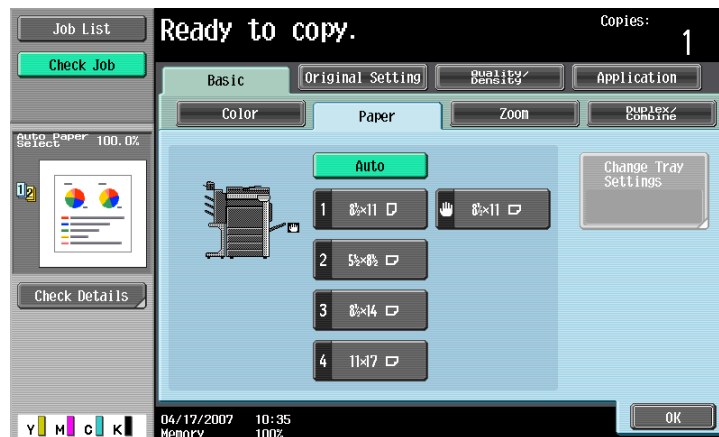 Job List
Ready to copy.
Copies:
1
Check Job
Basic
Original Setting
Quality/
Density
Application
Color
Paper
Zoom
Duplex/
Combine
Auto Paper
Select
100.0%
1 2
Auto
Change Tray
Settings
1 8½×11
8½×11
2 5½×8½
Check Details
3 8½×14
4 11×17
OK
Y M C K
04/17/2007 10:35
Memory 100%